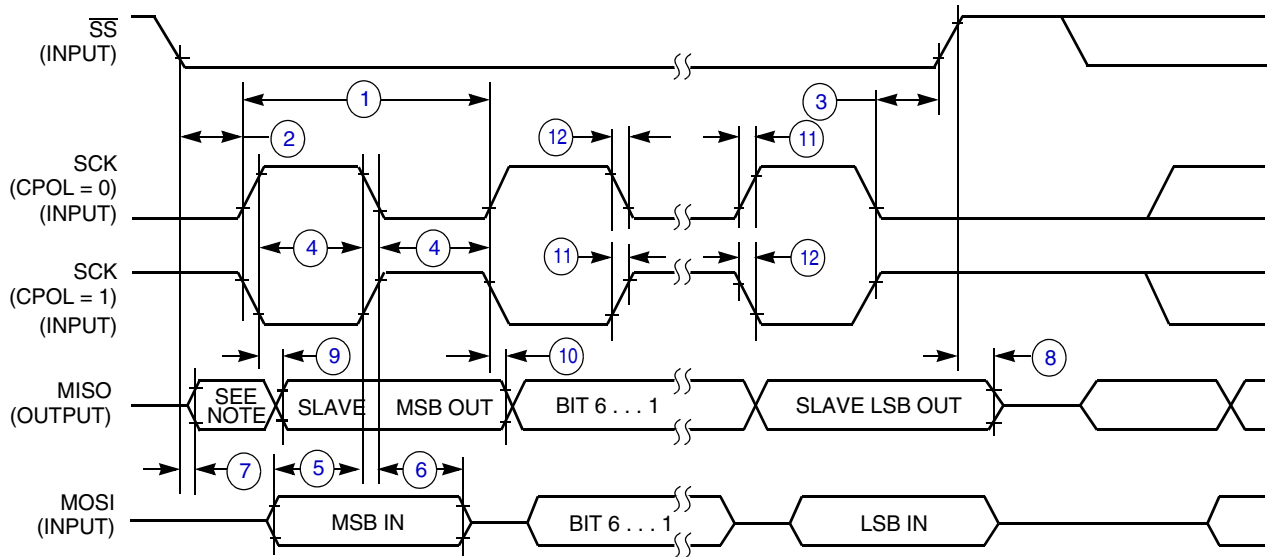 SS
(INPUT)
1
3
2
12
11
SCK
(CPOL = 0)
(INPUT)
4
4
11
12
SCK
(CPOL = 1)
(INPUT)
9
10
8
MISO
(OUTPUT)
SEE
NOTE
SLAVE
MSB OUT
BIT 6 . . . 1
SLAVE LSB OUT
7
5
6
MOSI
(INPUT)
MSB IN
BIT 6 . . . 1
LSB IN